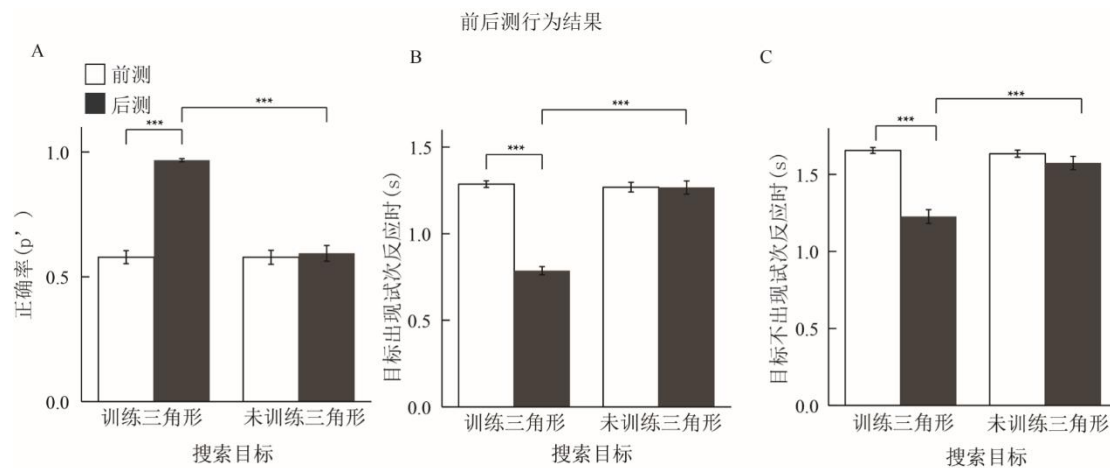 前后测行为结果
A
前测
后测
***
***
1.0
0.5
0.0
正确率(p’)
训练三角形
未训练三角形
搜索目标
B
***
***
1.5
1.0
1.5
0.0
目标出现试次反应时(s)
训练三角形
未训练三角形
搜索目标
C
***
***
1.5
1.0
1.5
0.0
目标不出现试次反应时(s)
训练三角形
未训练三角形
搜索目标